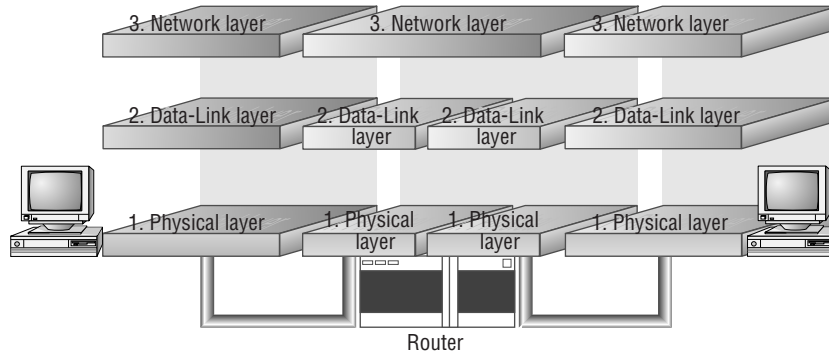 3. Network layer
3. Network layer
3. Network layer
2. Data-Link layer
2. Data-Link
layer
2. Data-Link
layer
2. Data-Link layer
1. Physical layer
1. Physical
layer
1. Physical
layer
1. Physical layer
Router